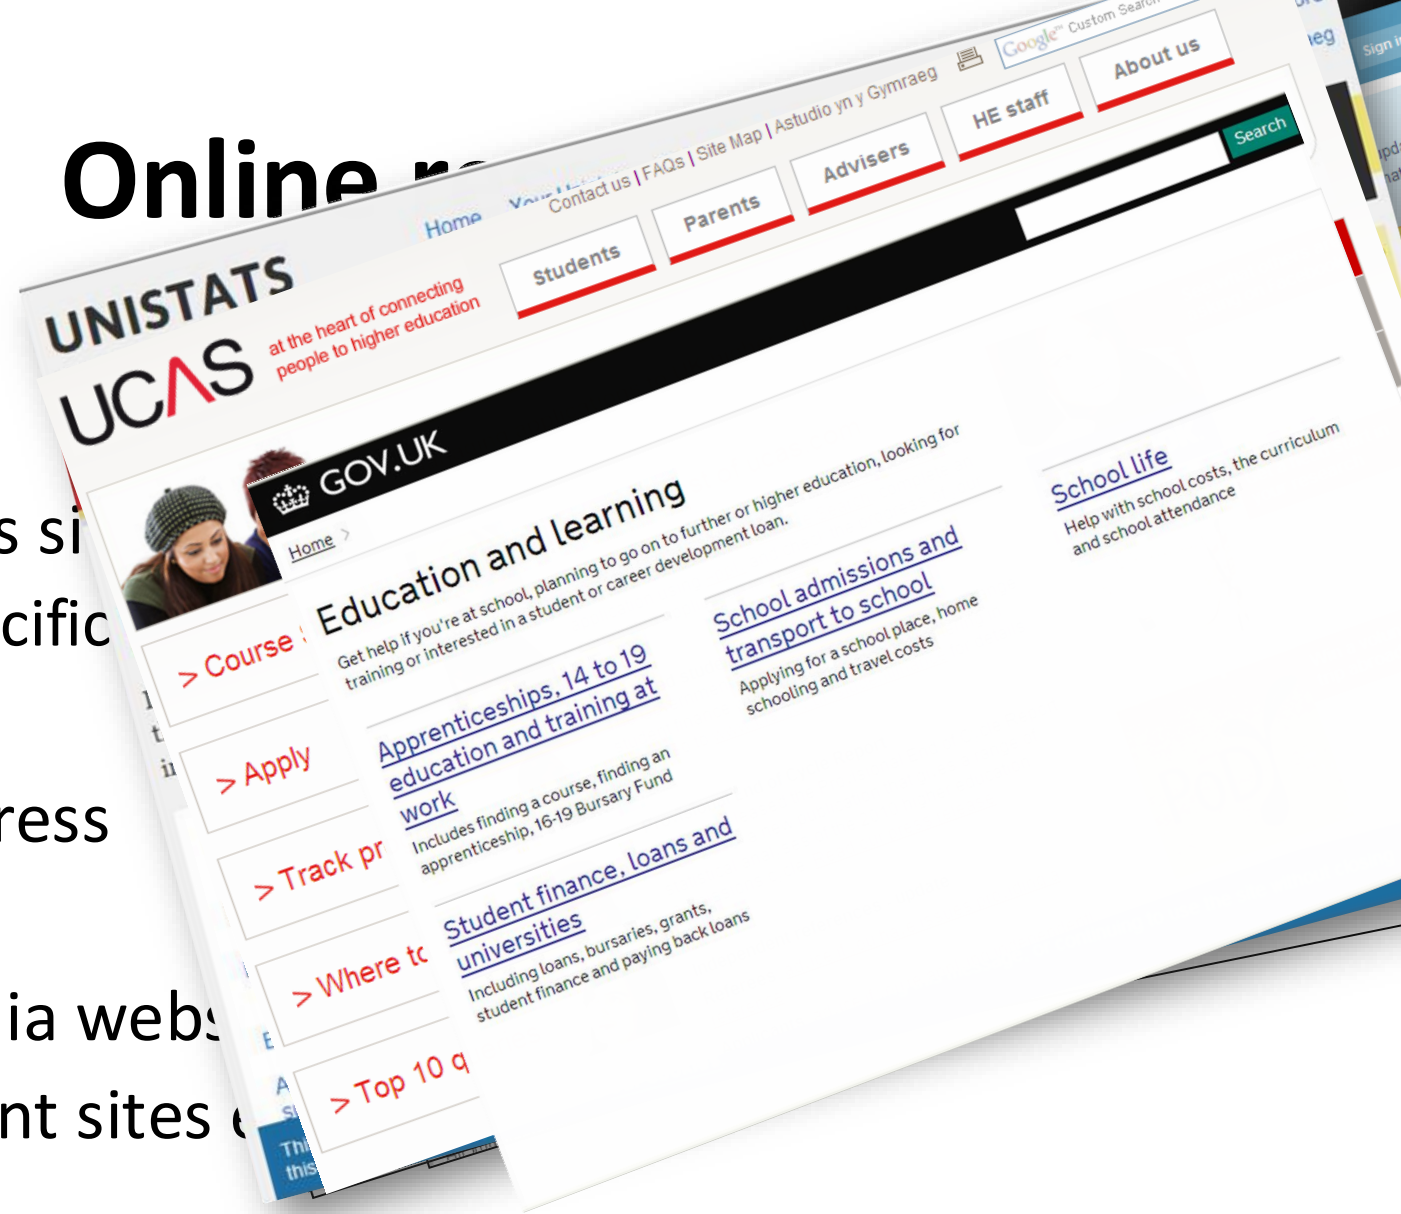 Online
Home
UNISTATS
Contact us | FAQs | Site Map | Astudio yn y Gymraeg
Google™ Custom Search
Sign in
UCAS
at the heart of connecting
people to higher education
Students
Parents
Advisers
HE staff
About us
Search
GOV.UK
Home >
Education and learning
Get help if you're at school, planning to go on to further or higher education, looking for
training or interested in a student or career development loan.
Apprenticeships, 14 to 19
education and training at
work
Includes finding a course, finding an
apprenticeship, 16-19 Bursary Fund
Student finance, loans and
universities
Including loans, bursaries, grants,
student finance and paying back loans
School admissions and
transport to school
Applying for a school place, home
schooling and travel costs
School life
Help with school costs, the curriculum
and school attendance
> Course
> Apply
> Track pr
> Where to
> Top 10 q
s si
cific
ress
ia webs
nt sites
This
this